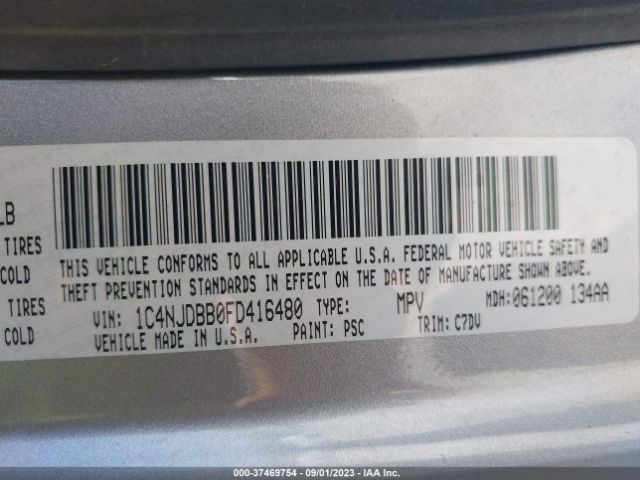 LB
TIRES
COLD
TIRES
COLD
THIS VEHICLE CONFORMS TO ALL APPLICABLE U.S.A. FEDERAL MOTOR VEHICLE SAFETY AND
THEFT PREVENTION STANDARDS IN EFFECT ON THE DATE OF MANUFACTURE SHOWN ABOVE.
VIN: 1C4NJDBB0FD416480 TYPE: MPV MDH:061200 134AA
VEHICLE MADE IN U.S.A. PAINT: PSC TRIM: C7DV
000-37469754 - 09/01/2023 - IAA Inc.